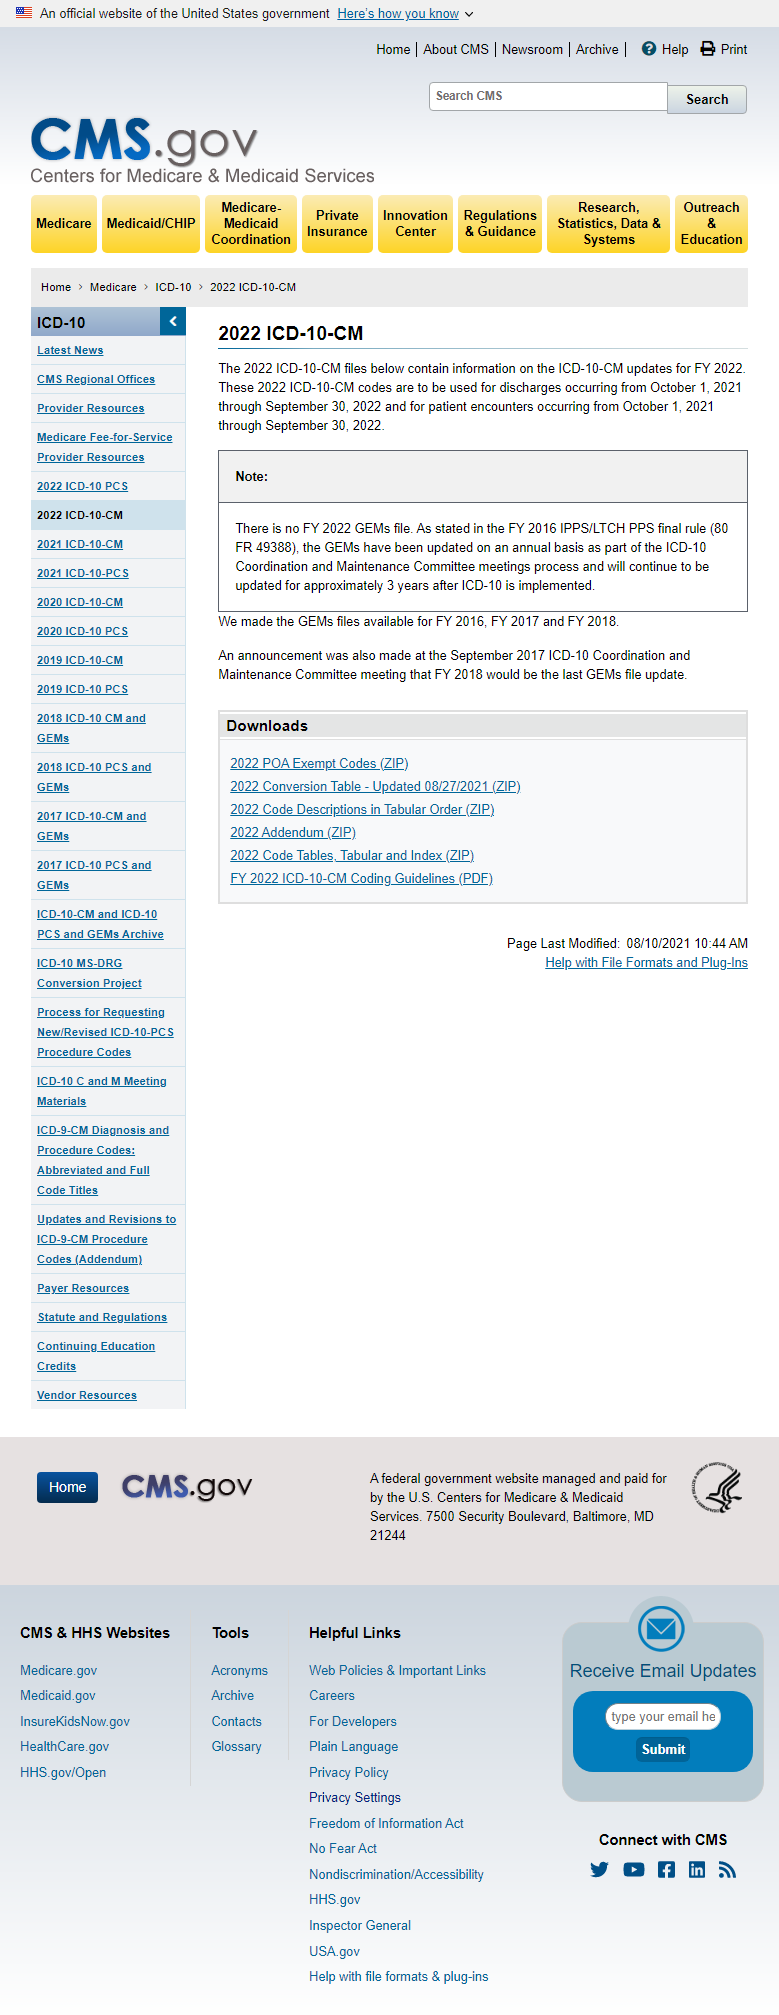 An official website of the United States government Here's how you know
Home About CMS Newsroom Archive Help Print
Search CMS
Search
CMS.gov
Centers for Medicare & Medicaid Services
Medicare
Medicaid/CHIP
Medicare-
Medicaid
Coordination
Private
Insurance
Innovation
Center
Regulations
& Guidance
Research,
Statistics, Data &
Systems
Outreach
&
Education
Home > Medicare > ICD-10 > 2022 ICD-10-CM
ICD-10
Latest News
CMS Regional Offices
Provider Resources
Medicare Fee-for-Service
Provider Resources
2022 ICD-10 PCS
2022 ICD-10-CM
2021 ICD-10-CM
2021 ICD-10-PCS
2020 ICD-10-CM
2020 ICD-10 PCS
2019 ICD-10-CM
2019 ICD-10 PCS
2018 ICD-10 CM and
GEMs
2018 ICD-10 PCS and
GEMs
2017 ICD-10-CM and
GEMs
2017 ICD-10 PCS and
GEMs
ICD-10-CM and ICD-10
PCS and GEMs Archive
ICD-10 MS-DRG
Conversion Project
Process for Requesting
New/Revised ICD-10-PCS
Procedure Codes
ICD-10 C and M Meeting
Materials
ICD-9-CM Diagnosis and
Procedure Codes:
Abbreviated and Full
Code Titles
Updates and Revisions to
ICD-9-CM Procedure
Codes (Addendum)
Payer Resources
Statute and Regulations
Continuing Education
Credits
Vendor Resources
2022 ICD-10-CM
The 2022 ICD-10-CM files below contain information on the ICD-10-CM updates for FY 2022.
These 2022 ICD-10-CM codes are to be used for discharges occurring from October 1, 2021
through September 30, 2022 and for patient encounters occurring from October 1, 2021
through September 30, 2022.
Note:
There is no FY 2022 GEMs file. As stated in the FY 2016 IPPS/LTCH PPS final rule (80
FR 49388), the GEMs have been updated on an annual basis as part of the ICD-10
Coordination and Maintenance Committee meetings process and will continue to be
updated for approximately 3 years after ICD-10 is implemented.
We made the GEMs files available for FY 2016, FY 2017 and FY 2018.
An announcement was also made at the September 2017 ICD-10 Coordination and
Maintenance Committee meeting that FY 2018 would be the last GEMs file update.
Downloads
2022 POA Exempt Codes (ZIP)
2022 Conversion Table - Updated 08/27/2021 (ZIP)
2022 Code Descriptions in Tabular Order (ZIP)
2022 Addendum (ZIP)
2022 Code Tables, Tabular and Index (ZIP)
FY 2022 ICD-10-CM Coding Guidelines (PDF)
Page Last Modified: 08/10/2021 10:44 AM
Help with File Formats and Plug-Ins
Home
CMS.gov
A federal government website managed and paid for
by the U.S. Centers for Medicare & Medicaid
Services. 7500 Security Boulevard, Baltimore, MD
21244
CMS & HHS Websites
Medicare.gov
Medicaid.gov
InsureKidsNow.gov
HealthCare.gov
HHS.gov/Open
Tools
Acronyms
Archive
Contacts
Glossary
Helpful Links
Web Policies & Important Links
Careers
For Developers
Plain Language
Privacy Policy
Privacy Settings
Freedom of Information Act
No Fear Act
Nondiscrimination/Accessibility
HHS.gov
Inspector General
USA.gov
Help with file formats & plug-ins
Receive Email Updates
type your email he
Submit
Connect with CMS